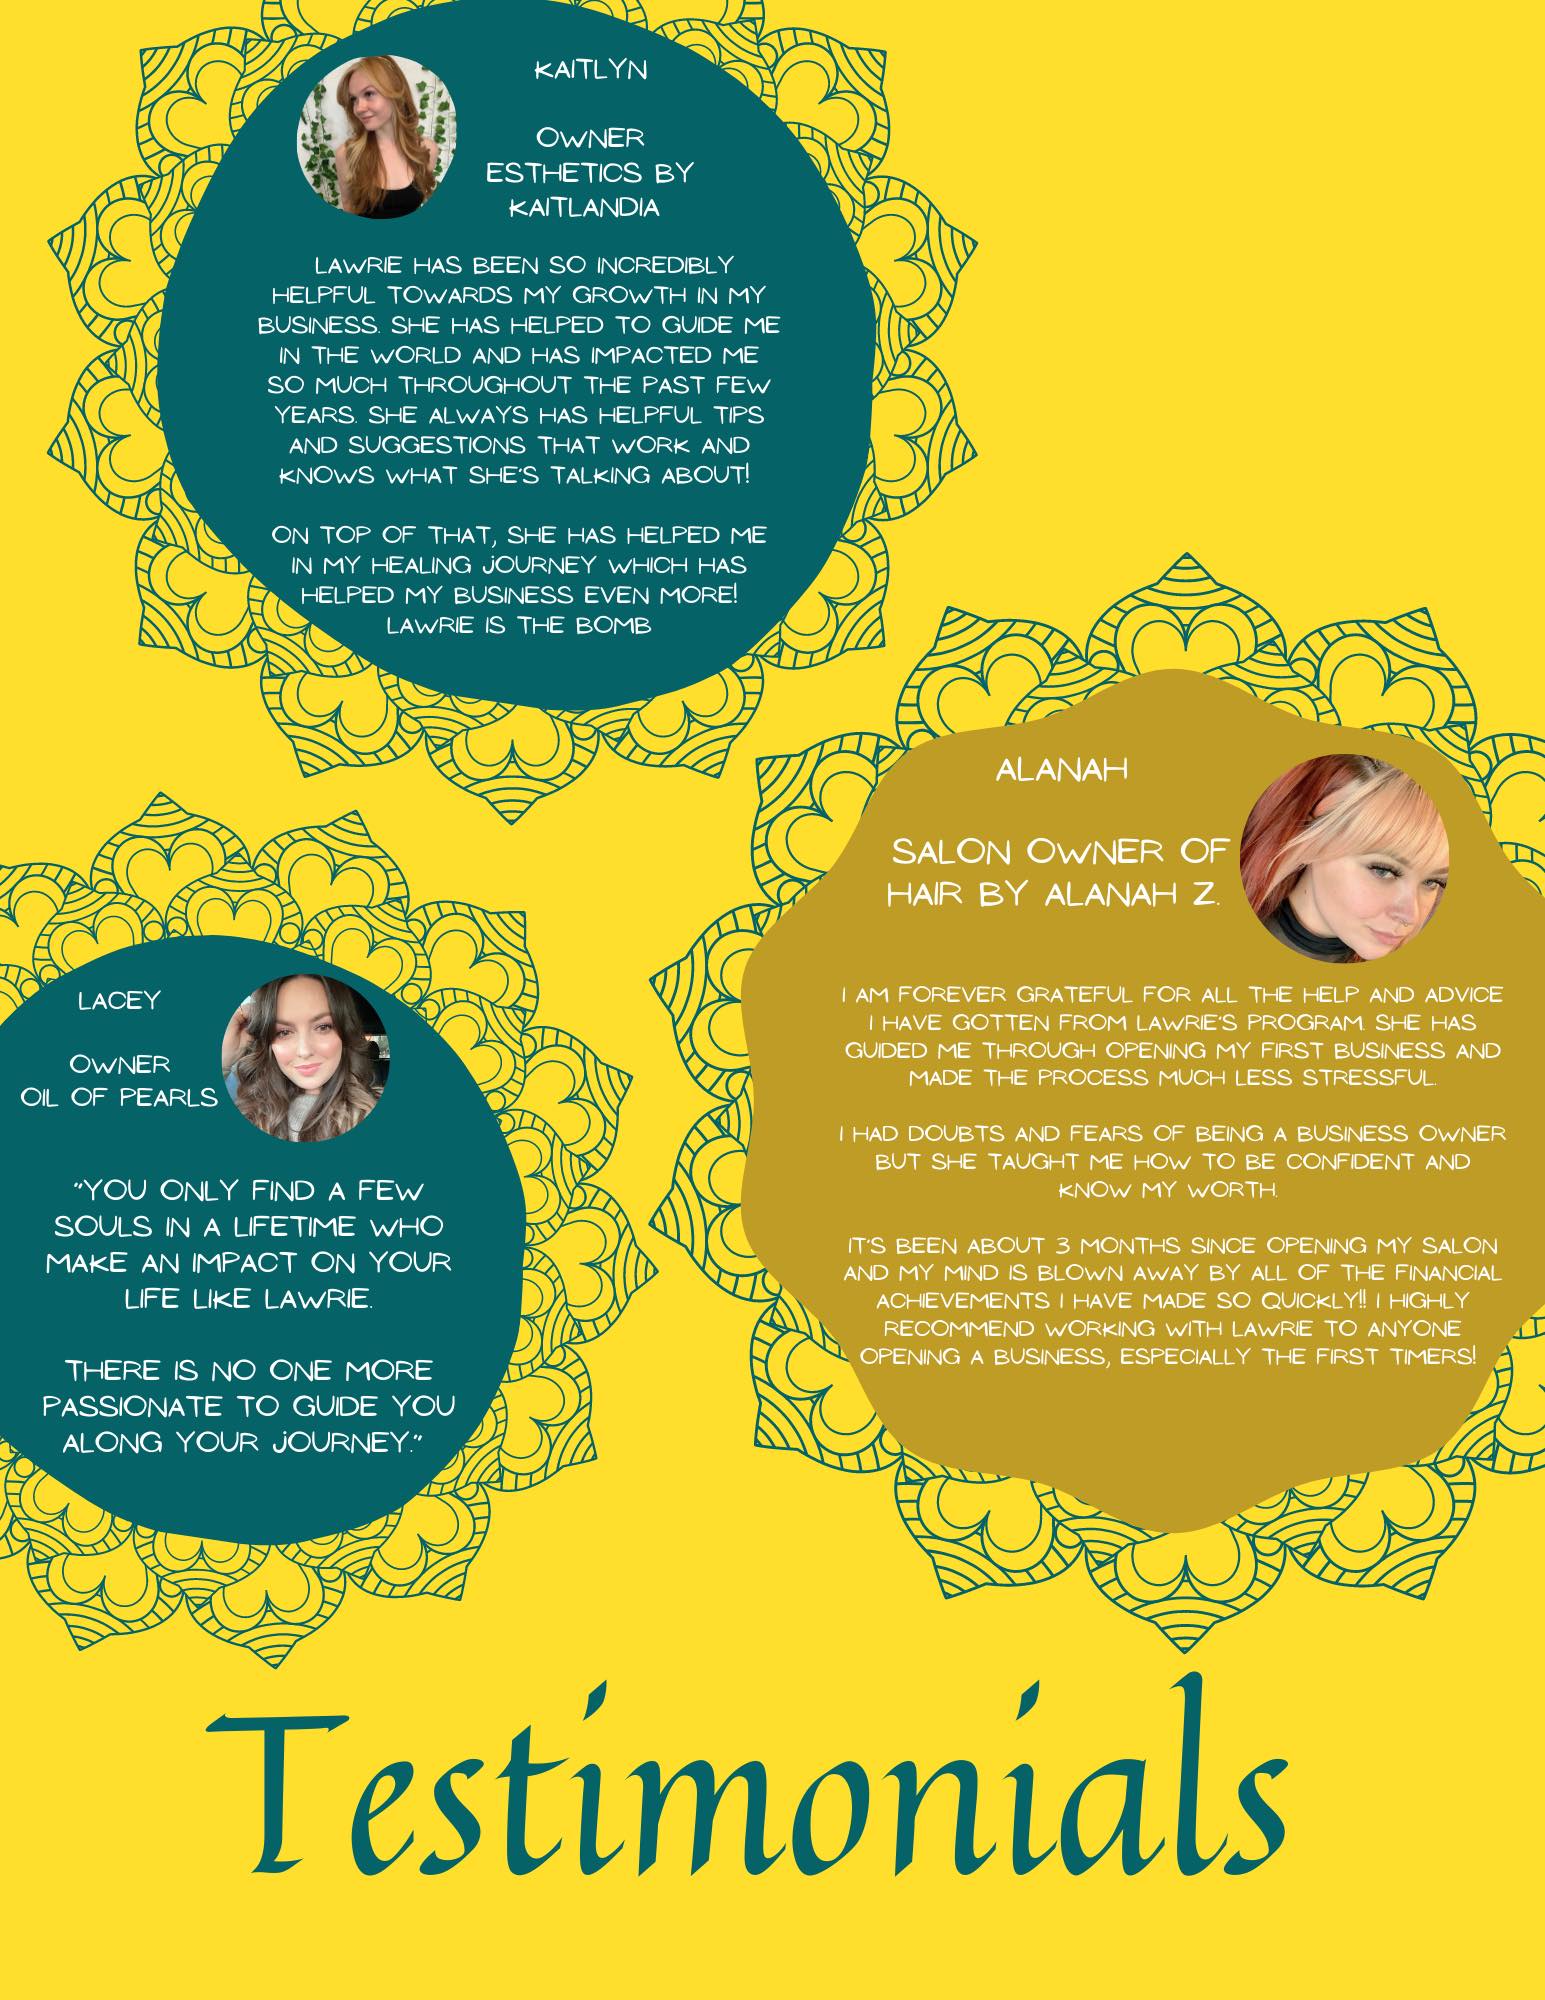 KAITLYN
OWNER
ESTHETICS BY
KAITLANDIA
LAWRIE HAS BEEN SO INCREDIBLY
HELPFUL TOWARDS MY GROWTH IN MY
BUSINESS. SHE HAS HELPED TO GUIDE ME
IN THE WORLD AND HAS IMPACTED ME
SO MUCH THROUGHOUT THE PAST FEW
YEARS. SHE ALWAYS HAS HELPFUL TIPS
AND SUGGESTIONS THAT WORK AND
KNOWS WHAT SHE'S TALKING ABOUT!
ON TOP OF THAT, SHE HAS HELPED ME
IN MY HEALING JOURNEY WHICH HAS
HELPED MY BUSINESS EVEN MORE!
LAWRIE IS THE BOMB
ALANAH
SALON OWNER OF
HAIR BY ALANAH Z.
I AM FOREVER GRATEFUL FOR ALL THE HELP AND ADVICE
I HAVE GOTTEN FROM LAWRIE'S PROGRAM. SHE HAS
GUIDED ME THROUGH OPENING MY FIRST BUSINESS AND
MADE THE PROCESS MUCH LESS STRESSFUL.
I HAD DOUBTS AND FEARS OF BEING A BUSINESS OWNER
BUT SHE TAUGHT ME HOW TO BE CONFIDENT AND
KNOW MY WORTH.
IT'S BEEN ABOUT 3 MONTHS SINCE OPENING MY SALON
AND MY MIND IS BLOWN AWAY BY ALL OF THE FINANCIAL
ACHIEVEMENTS I HAVE MADE SO QUICKLY!! I HIGHLY
RECOMMEND WORKING WITH LAWRIE TO ANYONE
OPENING A BUSINESS, ESPECIALLY THE FIRST TIMERS!
LACEY
OWNER
OIL OF PEARLS
"YOU ONLY FIND A FEW
SOULS IN A LIFETIME WHO
MAKE AN IMPACT ON YOUR
LIFE LIKE LAWRIE.
THERE IS NO ONE MORE
PASSIONATE TO GUIDE YOU
ALONG YOUR JOURNEY."
Testimonials